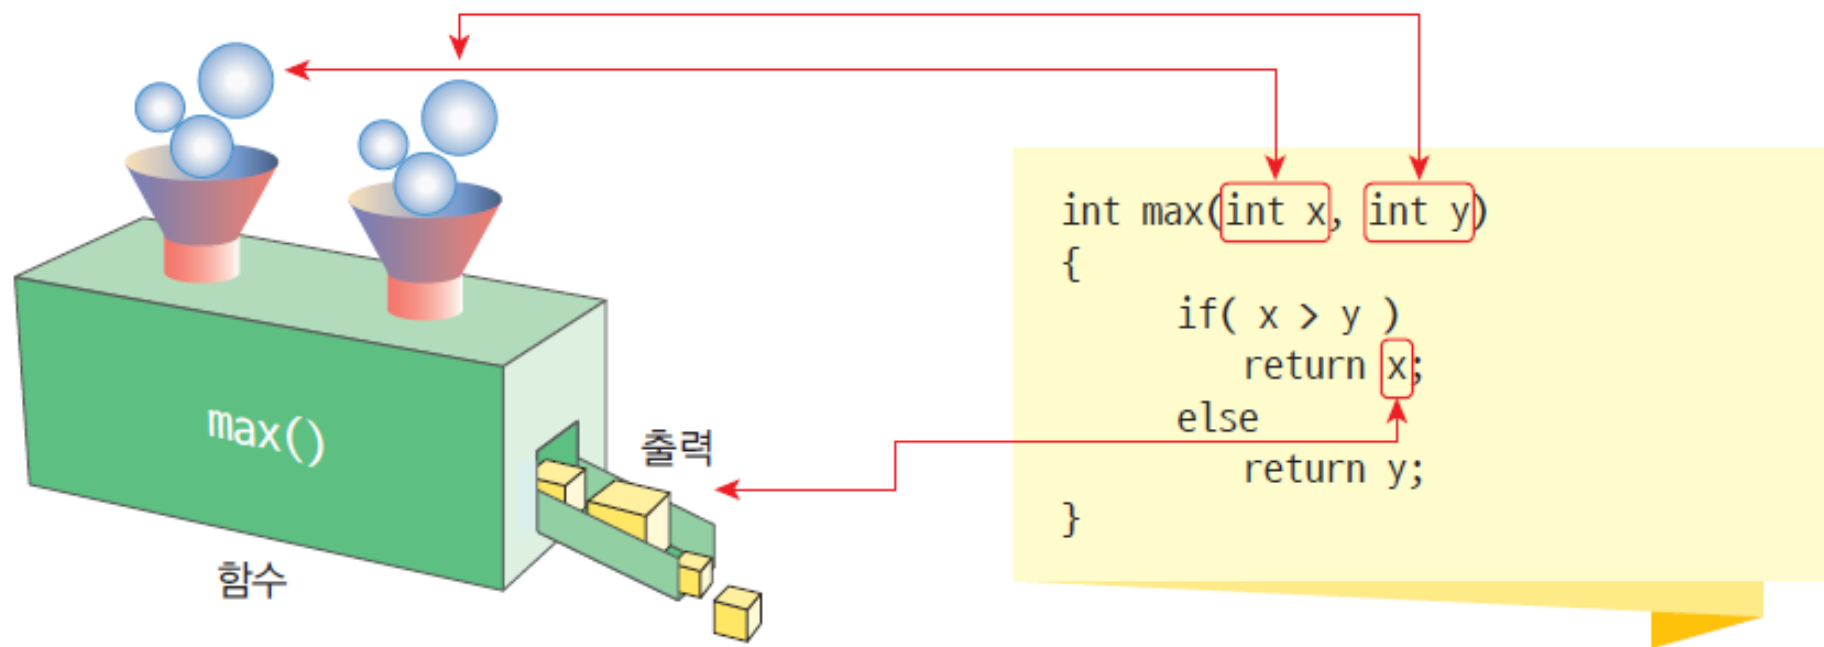 max()
함수
출력
int max(int x, int y)
{
if( x > y )
return x;
else
return y;
}